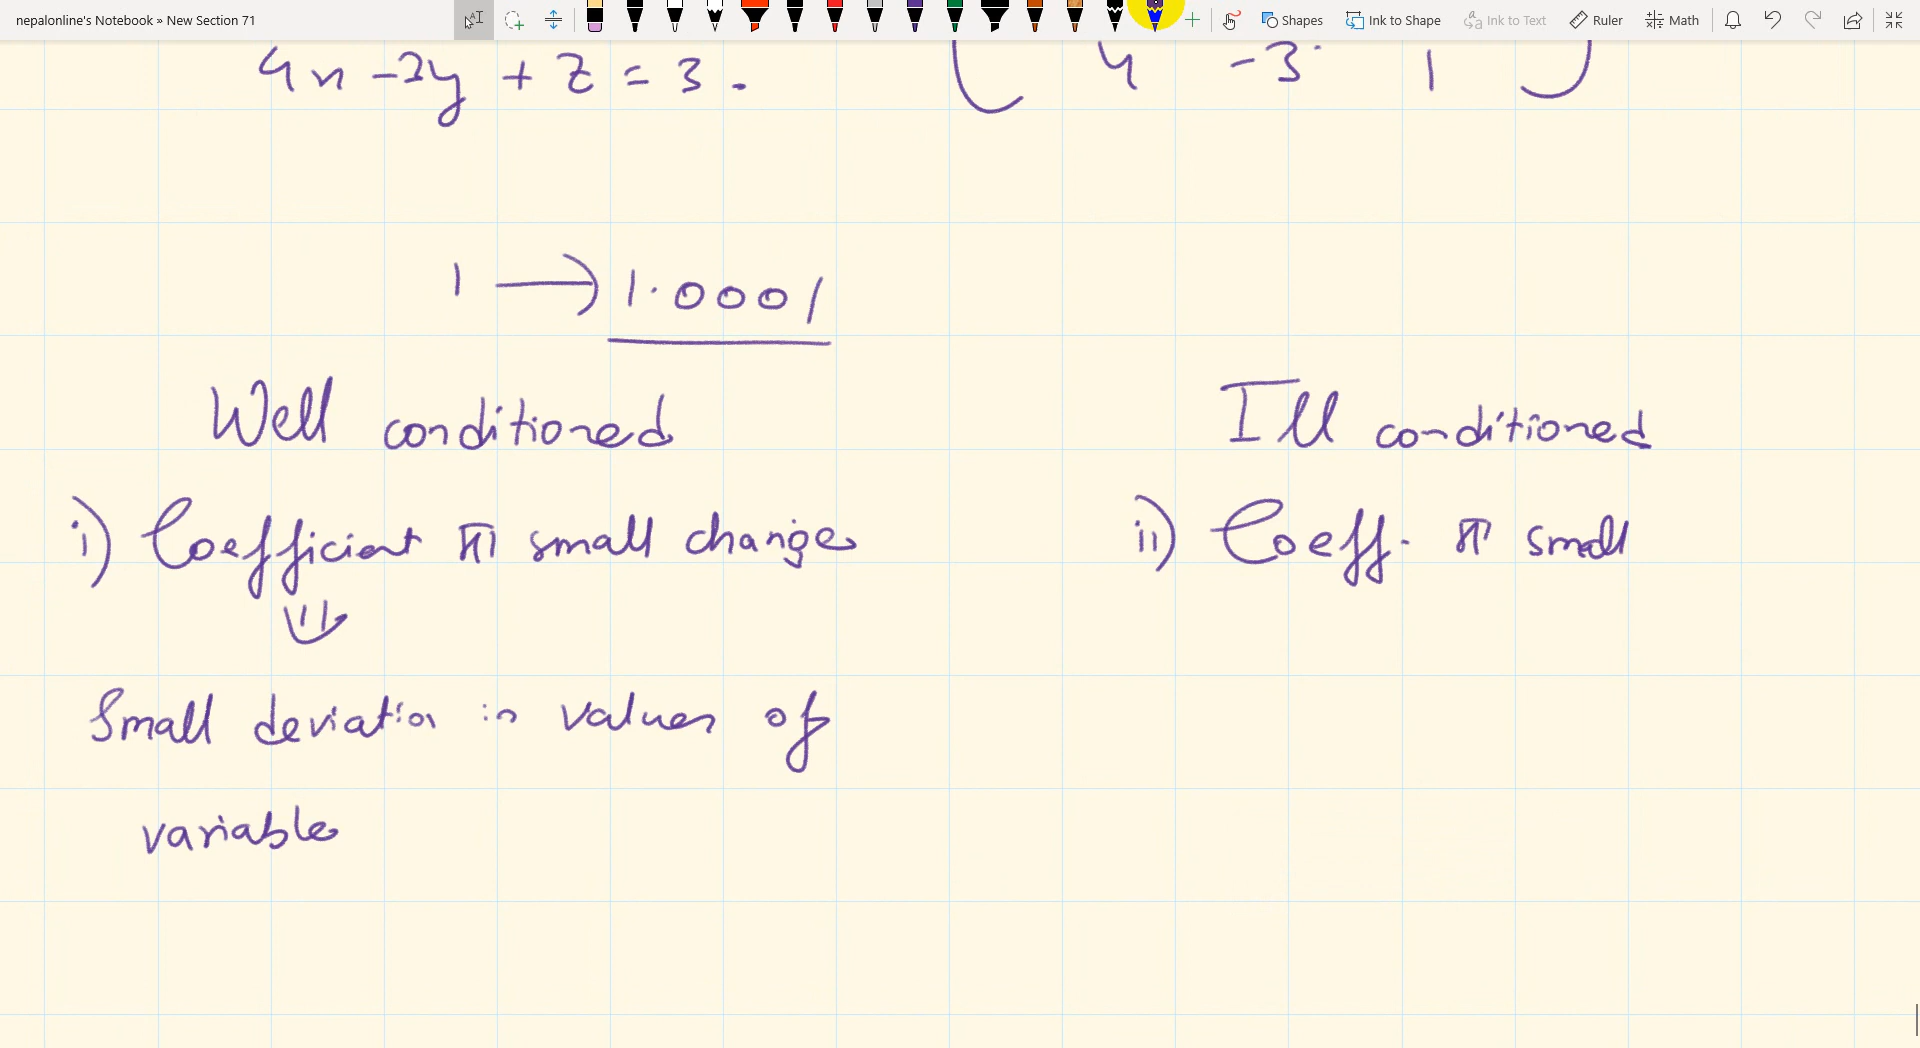 nepalonline's Notebook » New Section 71
Shapes Ink to Shape Ink to Text Ruler Math
4x - 2y + z = 3. 4 -3 1
1 → 1.0001
Well conditioned
Ill conditioned
i) Coefficient मा small change
ii) Coeff. मा small
Small deviation in values of
variable